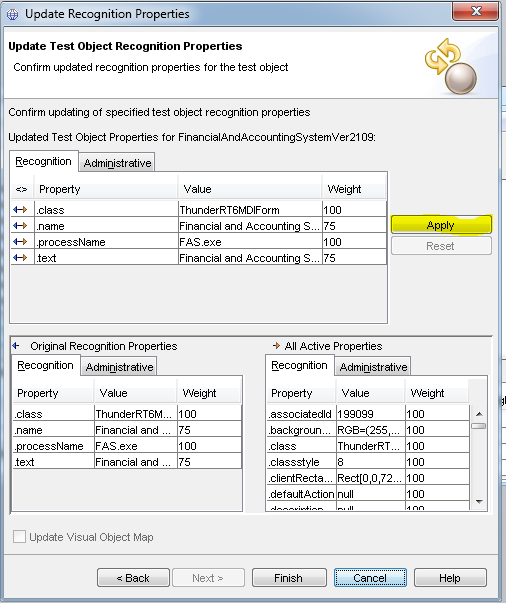 Update Recognition Properties
X
Update Test Object Recognition Properties
Confirm updated recognition properties for the test object
Confirm updating of specified test object recognition properties
Updated Test Object Properties for FinancialAndAccountingSystemVer2109:
Recognition Administrative
<> Property Value Weight
.class ThunderRT6MDIForm 100
.name Financial and Accounting S... 75
.processName FAS.exe 100
.text Financial and Accounting S... 75
Apply
Reset
Original Recognition Properties
Recognition Administrative
Property Value Weight
.class ThunderRT6M... 100
.name Financial and ... 75
.processName FAS.exe 100
.text Financial and ... 75
All Active Properties
Recognition Administrative
Property Value Weight
.associatedId 199099 100
.backgroun... RGB=(255,... 100
.class ThunderRT... 100
.classstyle 8 100
.clientRecta... Rect[0,0,72... 100
.defaultAction null 100
.description null 100
Update Visual Object Map
< Back Next > Finish Cancel Help